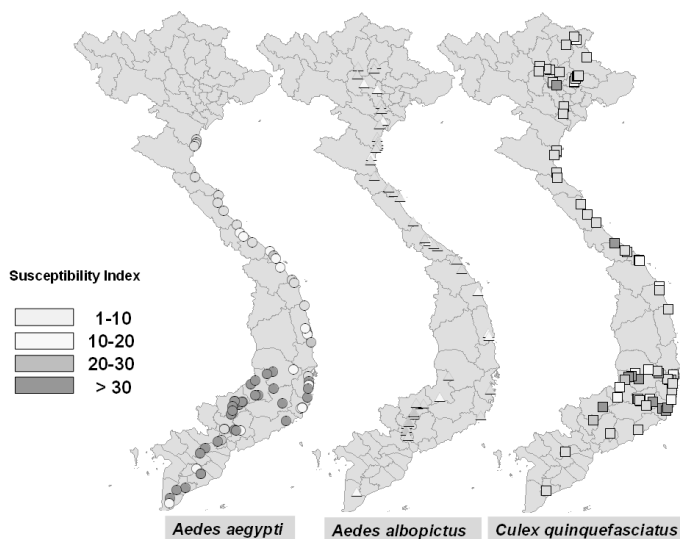 Susceptibility Index
1-10
10-20
20-30
> 30
Aedes aegypti
Aedes albopictus
Culex quinquefasciatus